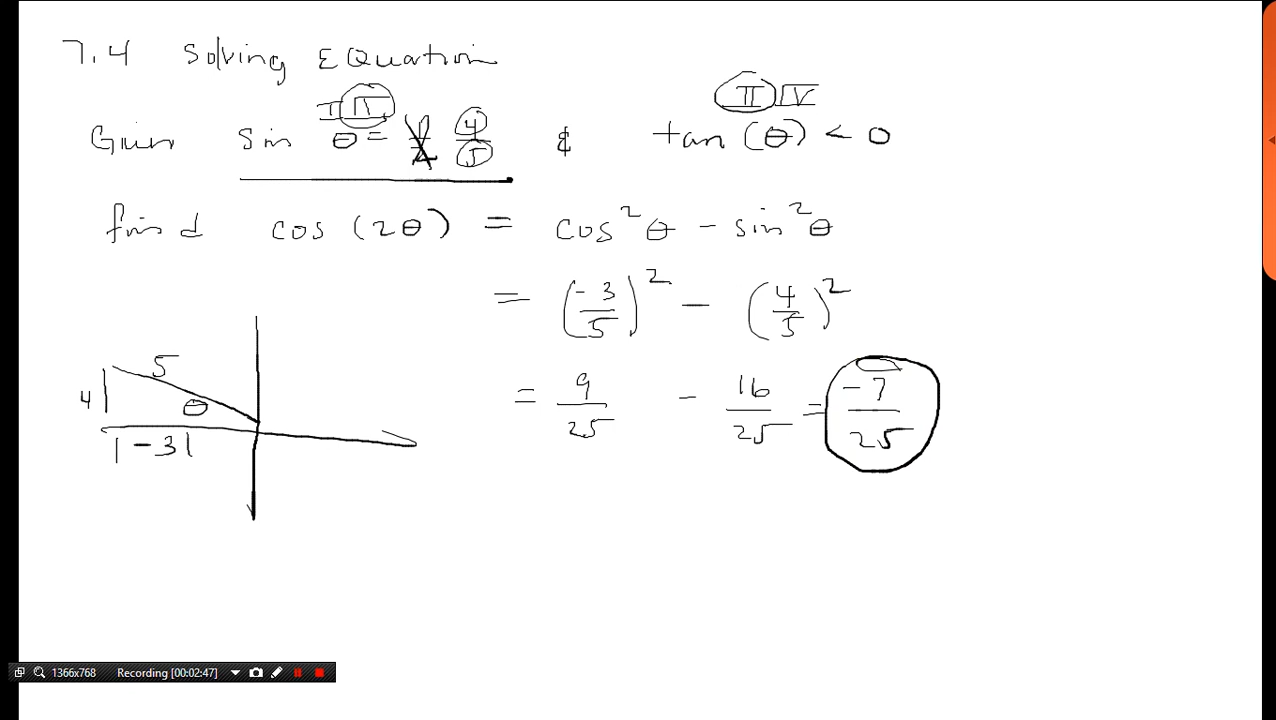 7.4 Solving Equation
I IV II IV
Given sin θ = 4/5 & tan(θ) < 0
find cos(2θ) = cos²θ - sin²θ
= (-3/5)² - (4/5)²
= 9/25 - 16/25 = -7/25
5
4 θ
|-3|
1366x768 Recording [00:02:47]